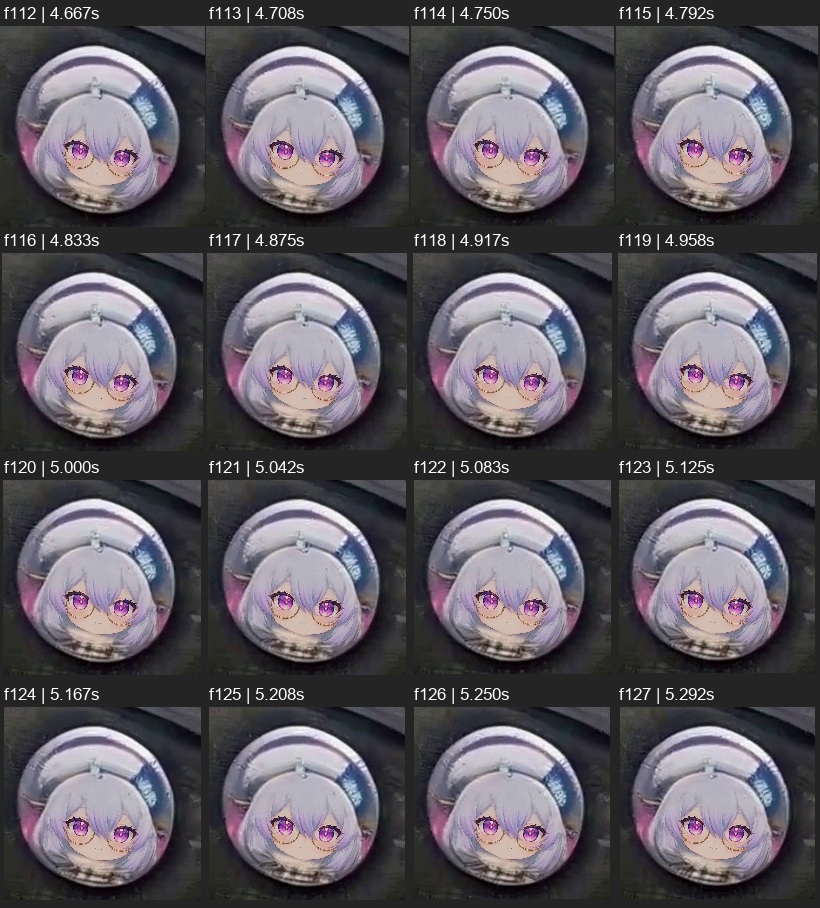 f112 | 4.667s
f113 | 4.708s
f114 | 4.750s
f115 | 4.792s
f116 | 4.833s
f117 | 4.875s
f118 | 4.917s
f119 | 4.958s
f120 | 5.000s
f121 | 5.042s
f122 | 5.083s
f123 | 5.125s
f124 | 5.167s
f125 | 5.208s
f126 | 5.250s
f127 | 5.292s